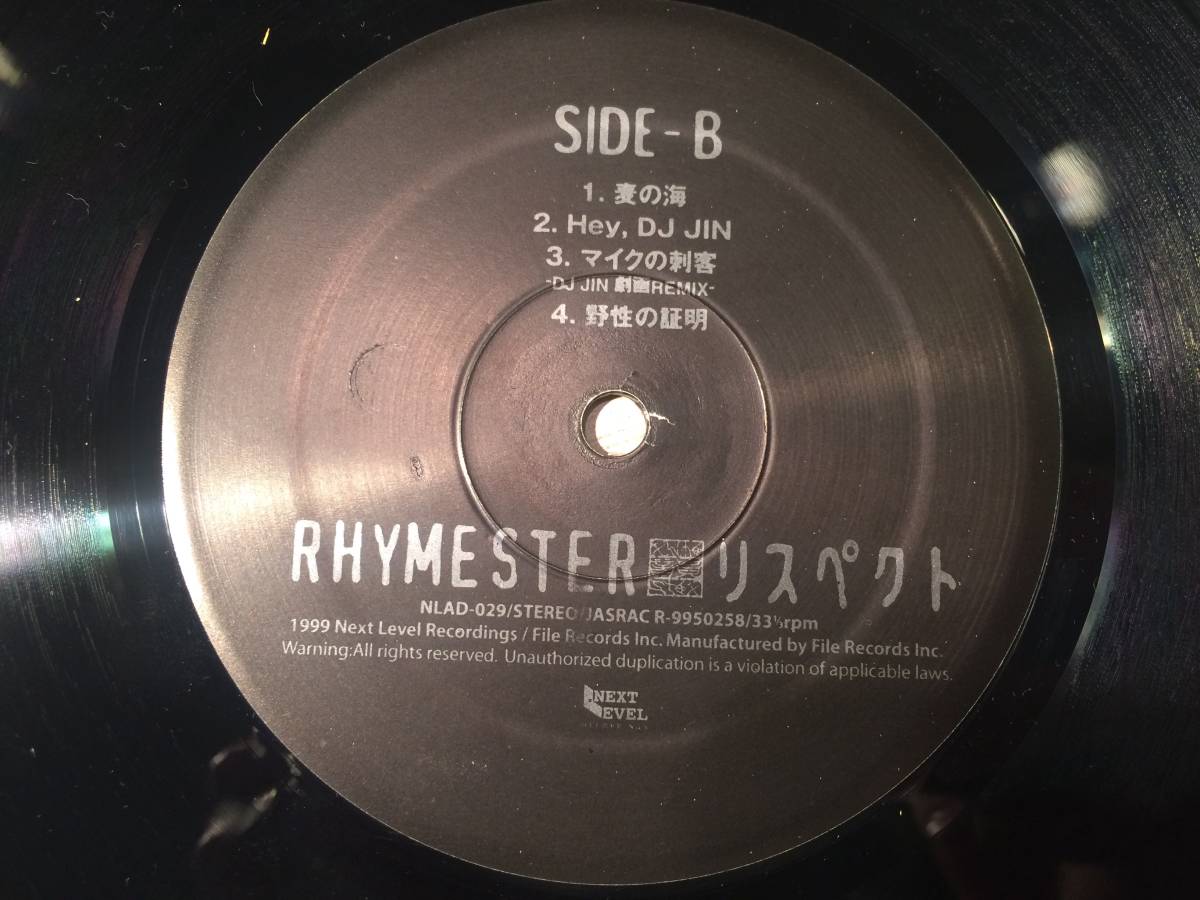 SIDE-B
1. 麦の海
2. Hey, DJ JIN
3. マイクの刺客
-DJ JIN 劇画REMIX-
4. 野性の証明
RHYMESTER リスペクト
NLAD-029/STEREO/JASRAC R-9950258/33⅓rpm
1999 Next Level Recordings / File Records Inc. Manufactured by File Records Inc.
Warning:All rights reserved. Unauthorized duplication is a violation of applicable laws.
NEXT
LEVEL